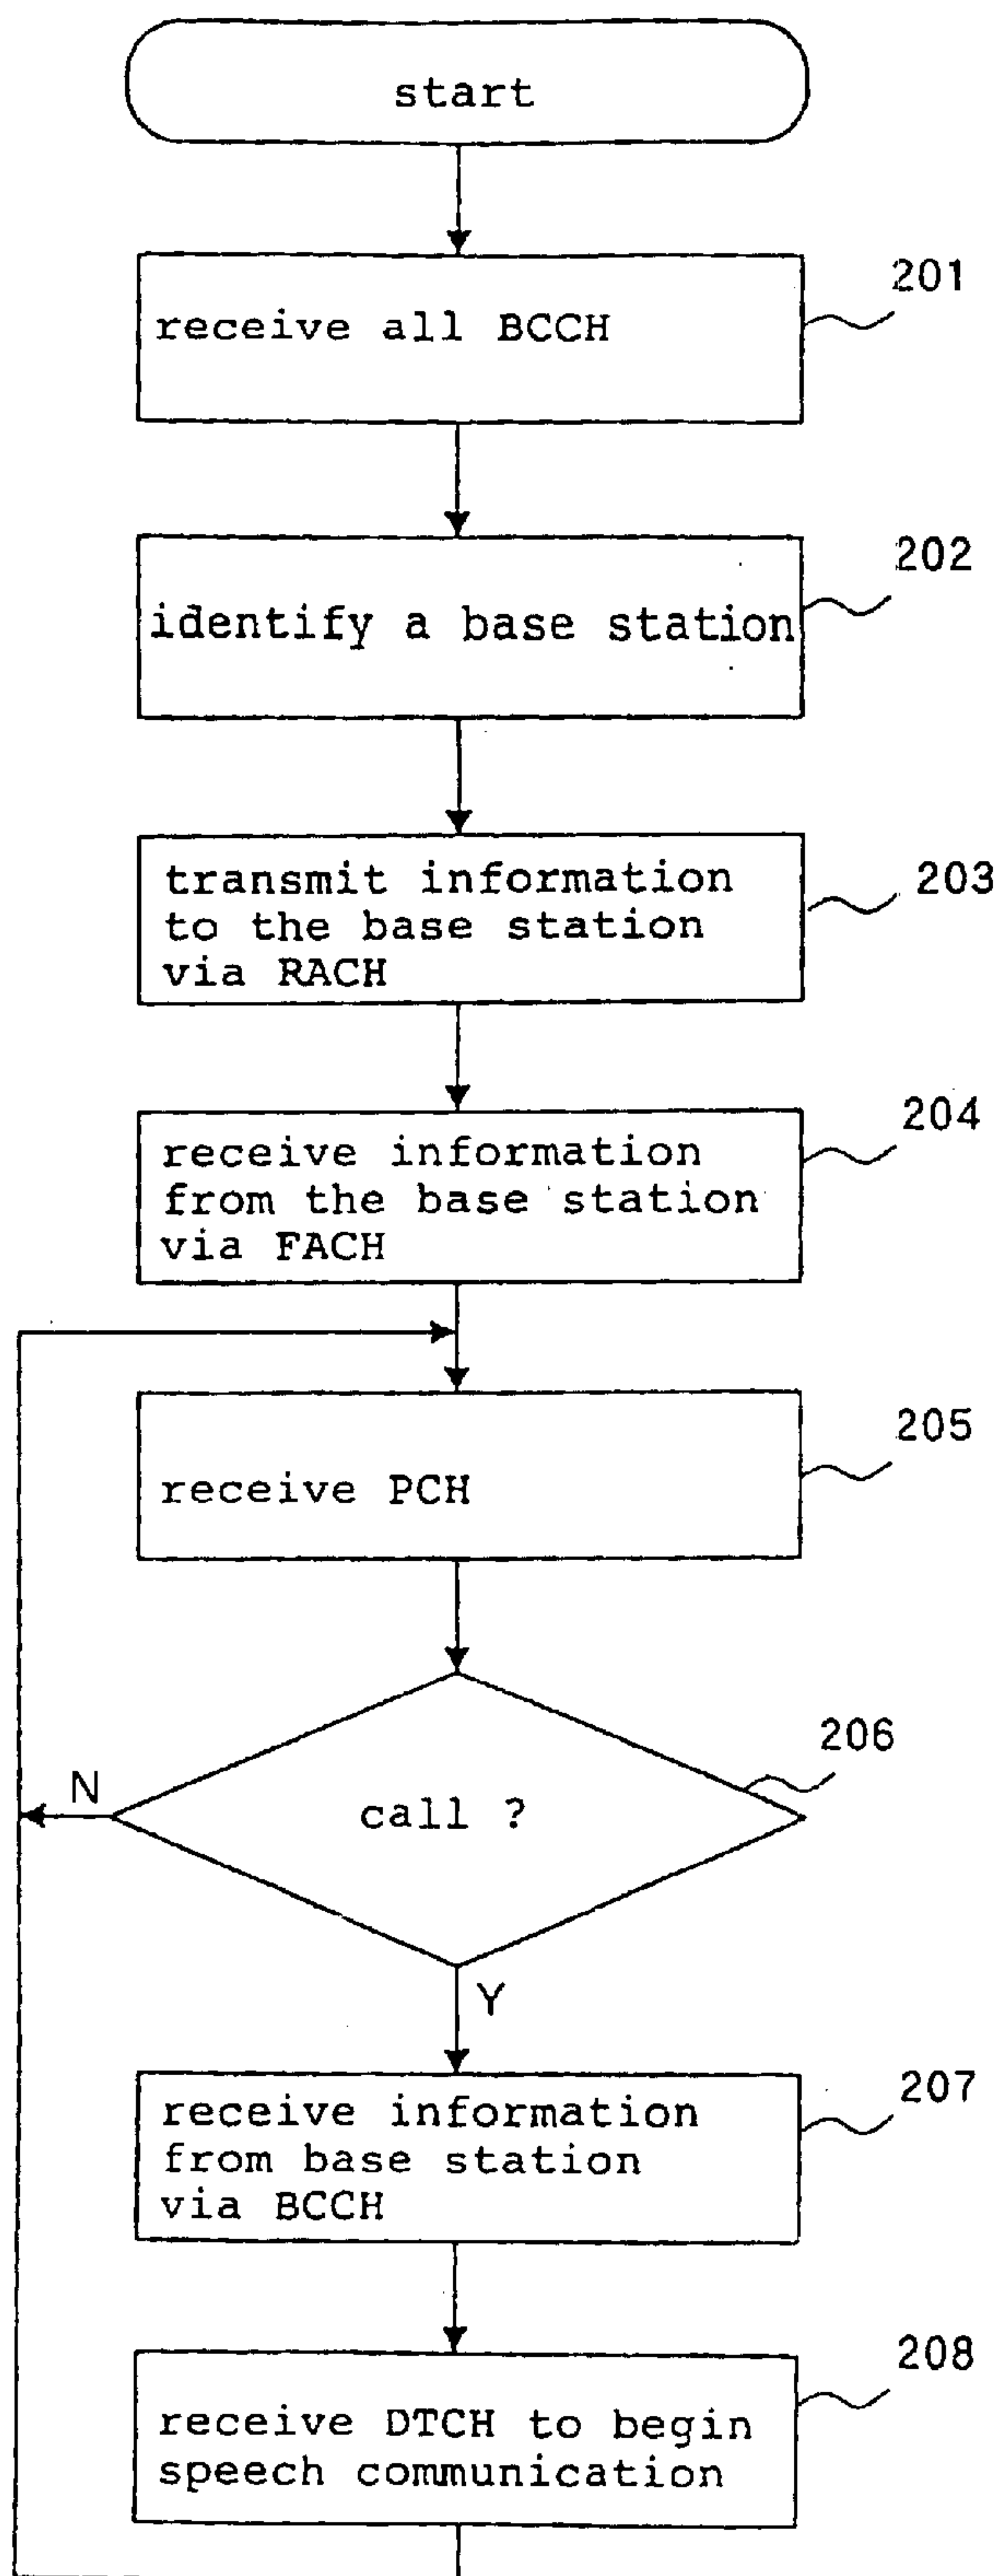 start
201
receive all BCCH
202
identify a base station
203
transmit information
to the base station
via RACH
204
receive information
from the base station
via FACH
205
receive PCH
206
N
call ?
Y
207
receive information
from base station
via BCCH
208
receive DTCH to begin
speech communication